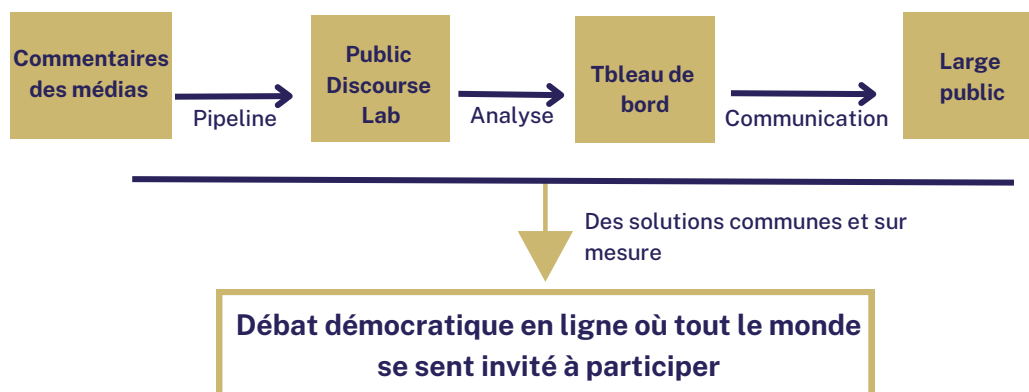 Commentaires
des médias
Pipeline
Public
Discourse
Lab
Analyse
Tbleau de
bord
Communication
Large
public
Des solutions communes et sur
mesure
Débat démocratique en ligne où tout le monde
se sent invité à participer